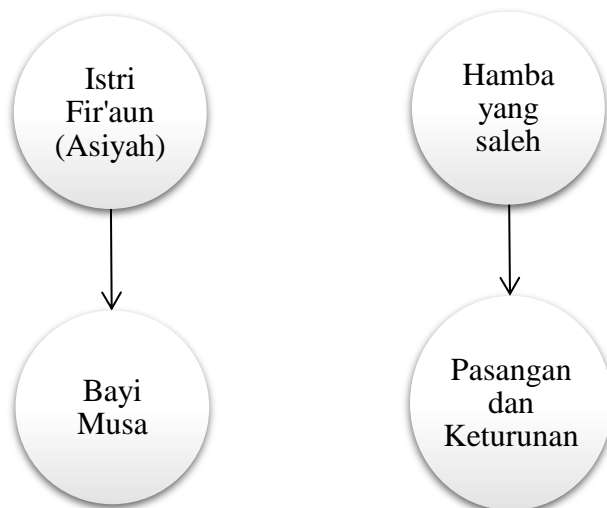 Istri
Fir'aun
(Asiyah)
Hamba
yang
saleh
Bayi
Musa
Pasangan
dan
Keturunan